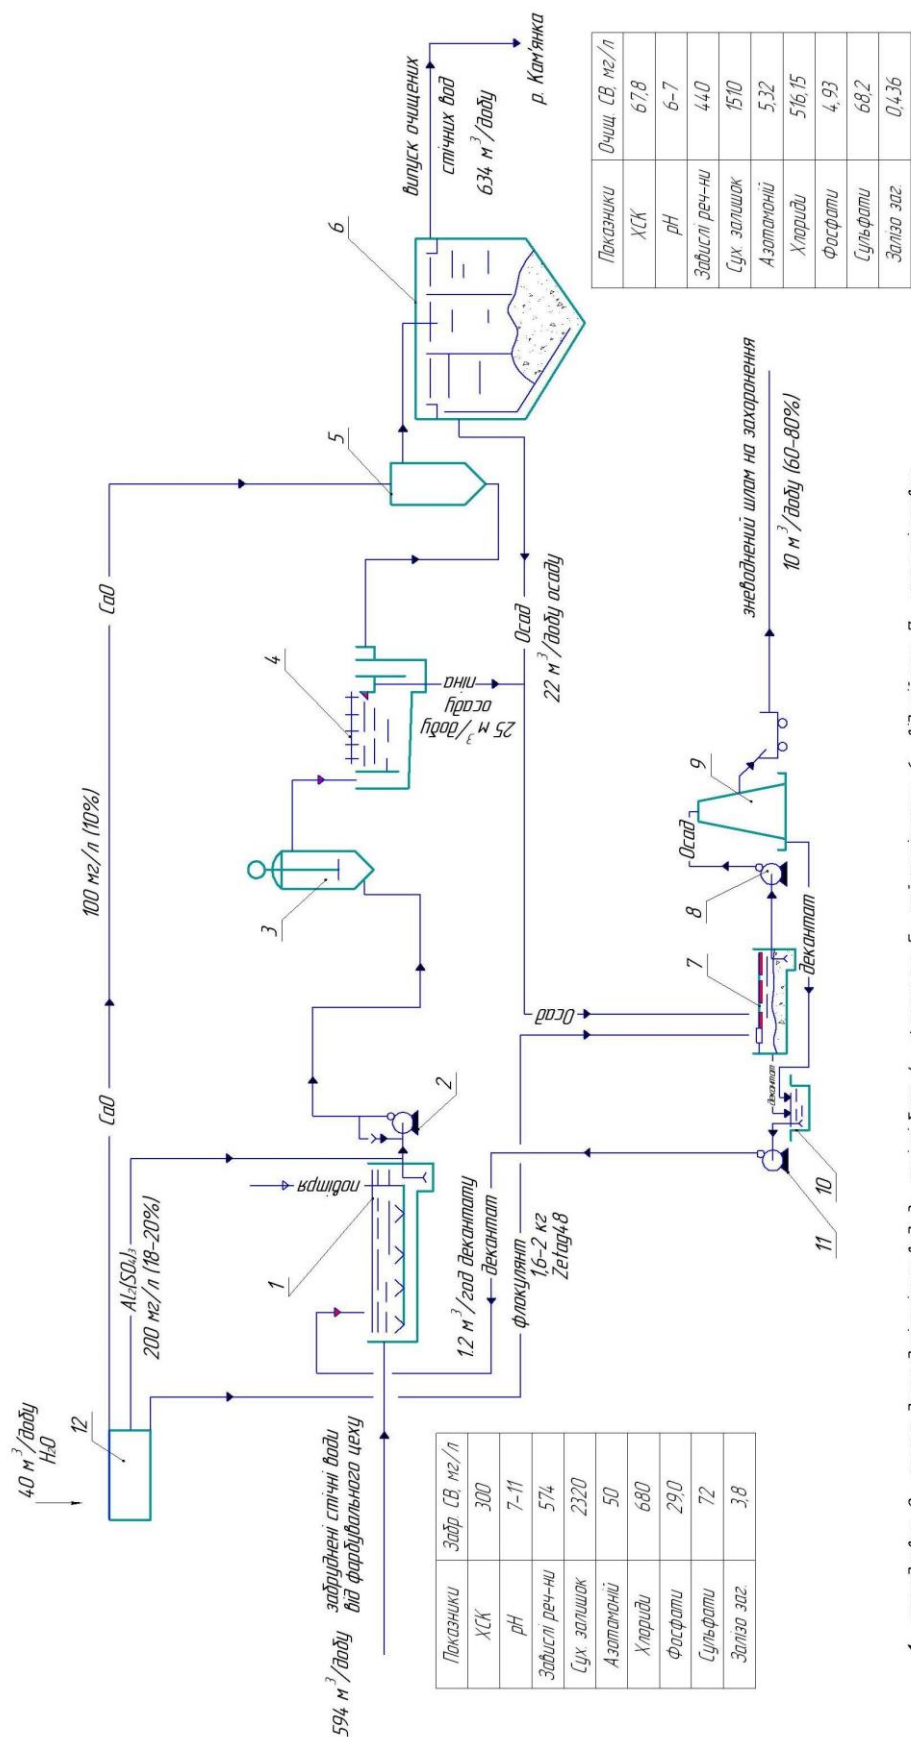 40 м³/добу
H₂O
12
CaO
100 мг/л (10%)
CaO
Al₂(SO₄)₃
200 мг/л (18-20%)
594 м³/добу
забруднені стічні води
від фарбувального цеху
1
повітря
2
3
4
піна
осаду
25 м³/добу
5
6
випуск очищених
стічних вод
634 м³/добу
р. Кам'янка
Осад
22 м³/добу осаду
1.2 м³/год декантату
декантат
флокулянт
1,6-2 кг
Zetag48
Осад
7
8
Осад
9
декантат
декантат
10
11
зневоднений шлам на захоронення
10 м³/добу (60-80%)
Показники Забр. СВ, мг/л
ХСК 300
pH 7-11
Завислі реч-ни 574
Сух. залишок 2320
Азотамоній 50
Хлориди 680
Фосфати 29,0
Сульфати 72
Заліза заг. 3,8
Показники Очищ. СВ, мг/л
ХСК 67,8
pH 6-7
Завислі реч-ни 44,0
Сух. залишок 1510
Азотамоній 5,32
Хлориди 516,15
Фосфати 4,93
Сульфати 68,2
Заліза заг. 0,436